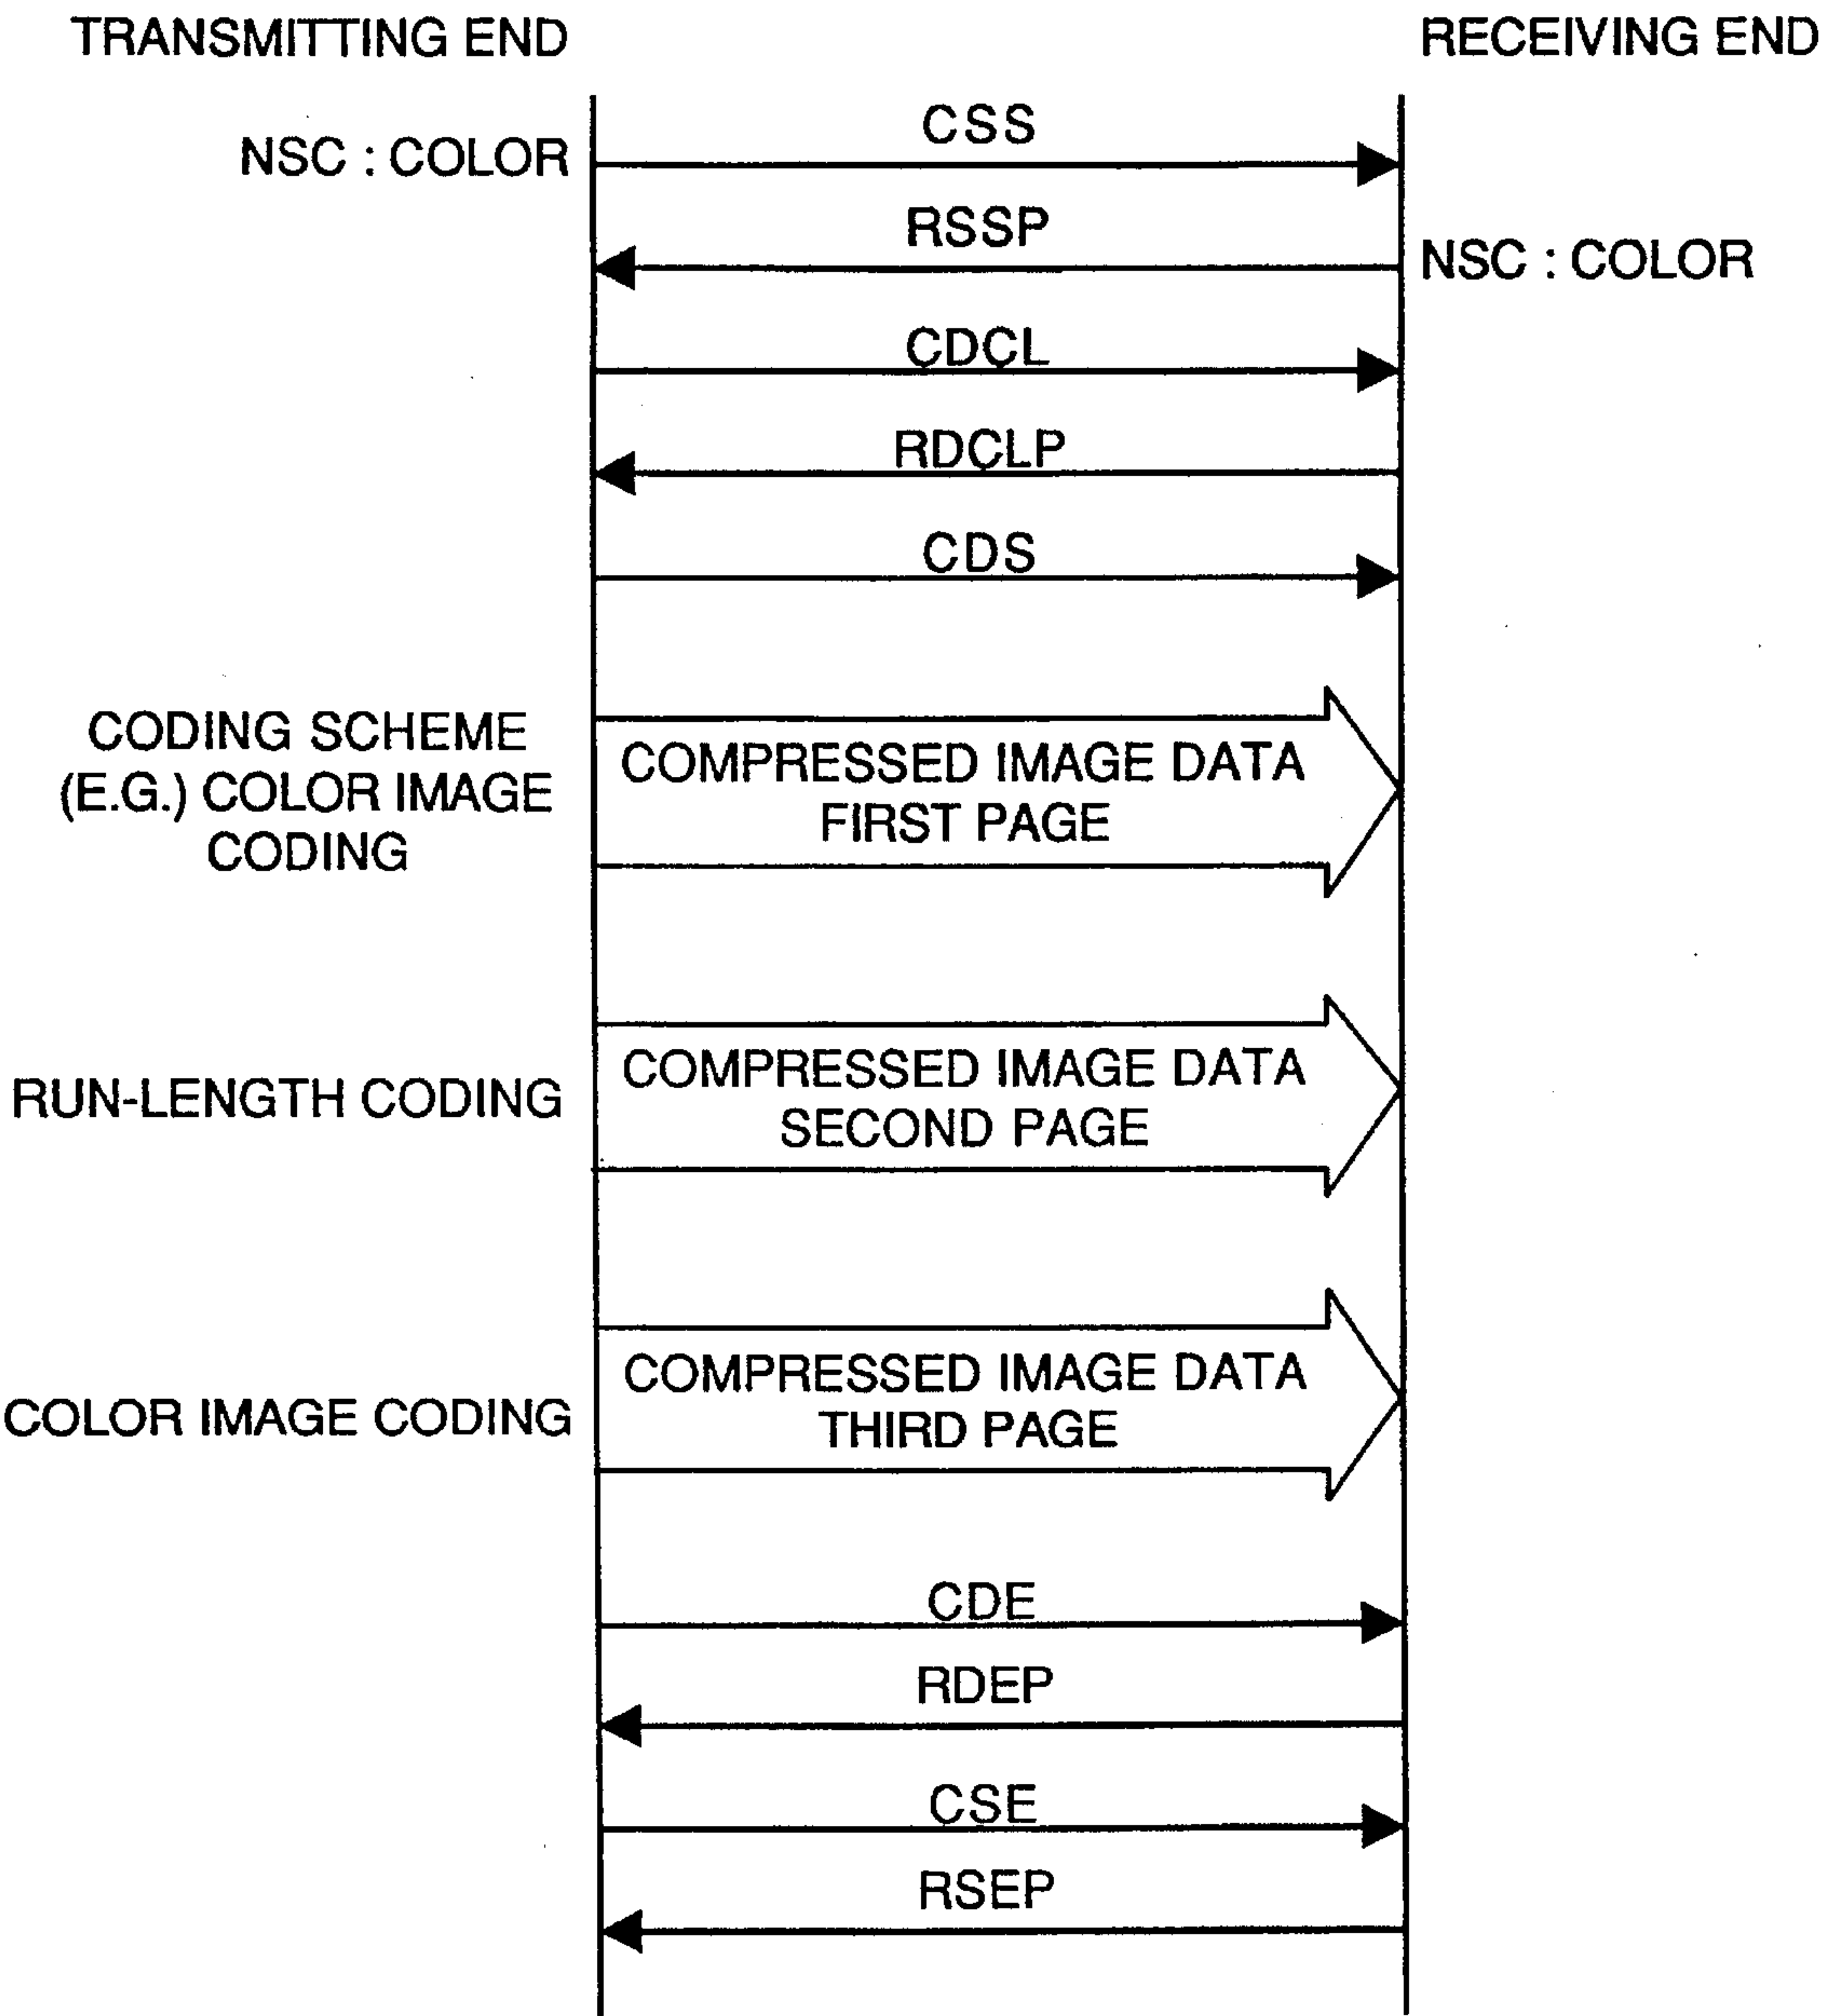 TRANSMITTING END
RECEIVING END
CSS
NSC : COLOR
RSSP
NSC : COLOR
CDCL
RDCLP
CDS
CODING SCHEME
(E.G.) COLOR IMAGE
CODING
COMPRESSED IMAGE DATA
FIRST PAGE
RUN-LENGTH CODING
COMPRESSED IMAGE DATA
SECOND PAGE
COLOR IMAGE CODING
COMPRESSED IMAGE DATA
THIRD PAGE
CDE
RDEP
CSE
RSEP